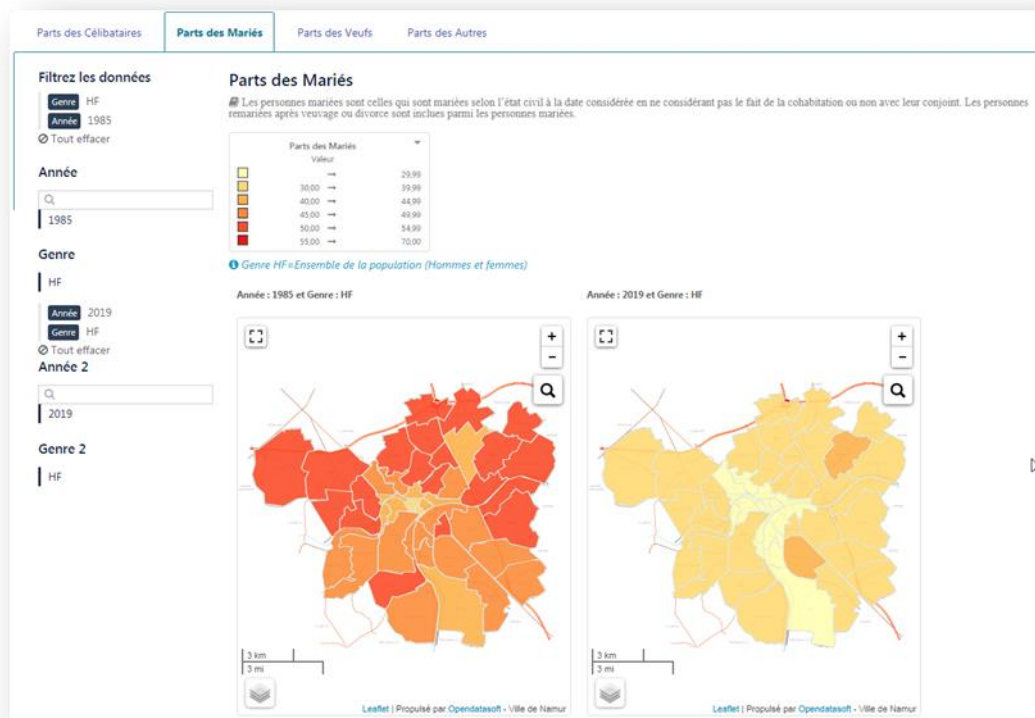 Parts des Célibataires
Parts des Mariés
Parts des Veufs
Parts des Autres
Filtrez les données
Genre HF
Année 1985
Tout effacer
Année
1985
Genre
HF
Année 2019
Genre HF
Tout effacer
Année 2
2019
Genre 2
HF
Parts des Mariés
Les personnes mariées sont celles qui sont mariées selon l'état civil à la date considérée en ne considérant pas le fait de la cohabitation ou non avec leur conjoint. Les personnes
remariées après veuvage ou divorce sont inclues parmi les personnes mariées.
Parts des Mariés
Valeur
→ 29,99
30,00 → 39,99
40,00 → 44,99
45,00 → 49,99
50,00 → 54,99
55,00 → 70,00
Genre HF=Ensemble de la population (Hommes et femmes)
Année : 1985 et Genre : HF
+
-
3 km
3 mi
Leaflet | Propulsé par Opendatasoft - Ville de Namur
Année : 2019 et Genre : HF
+
-
3 km
3 mi
Leaflet | Propulsé par Opendatasoft - Ville de Namur